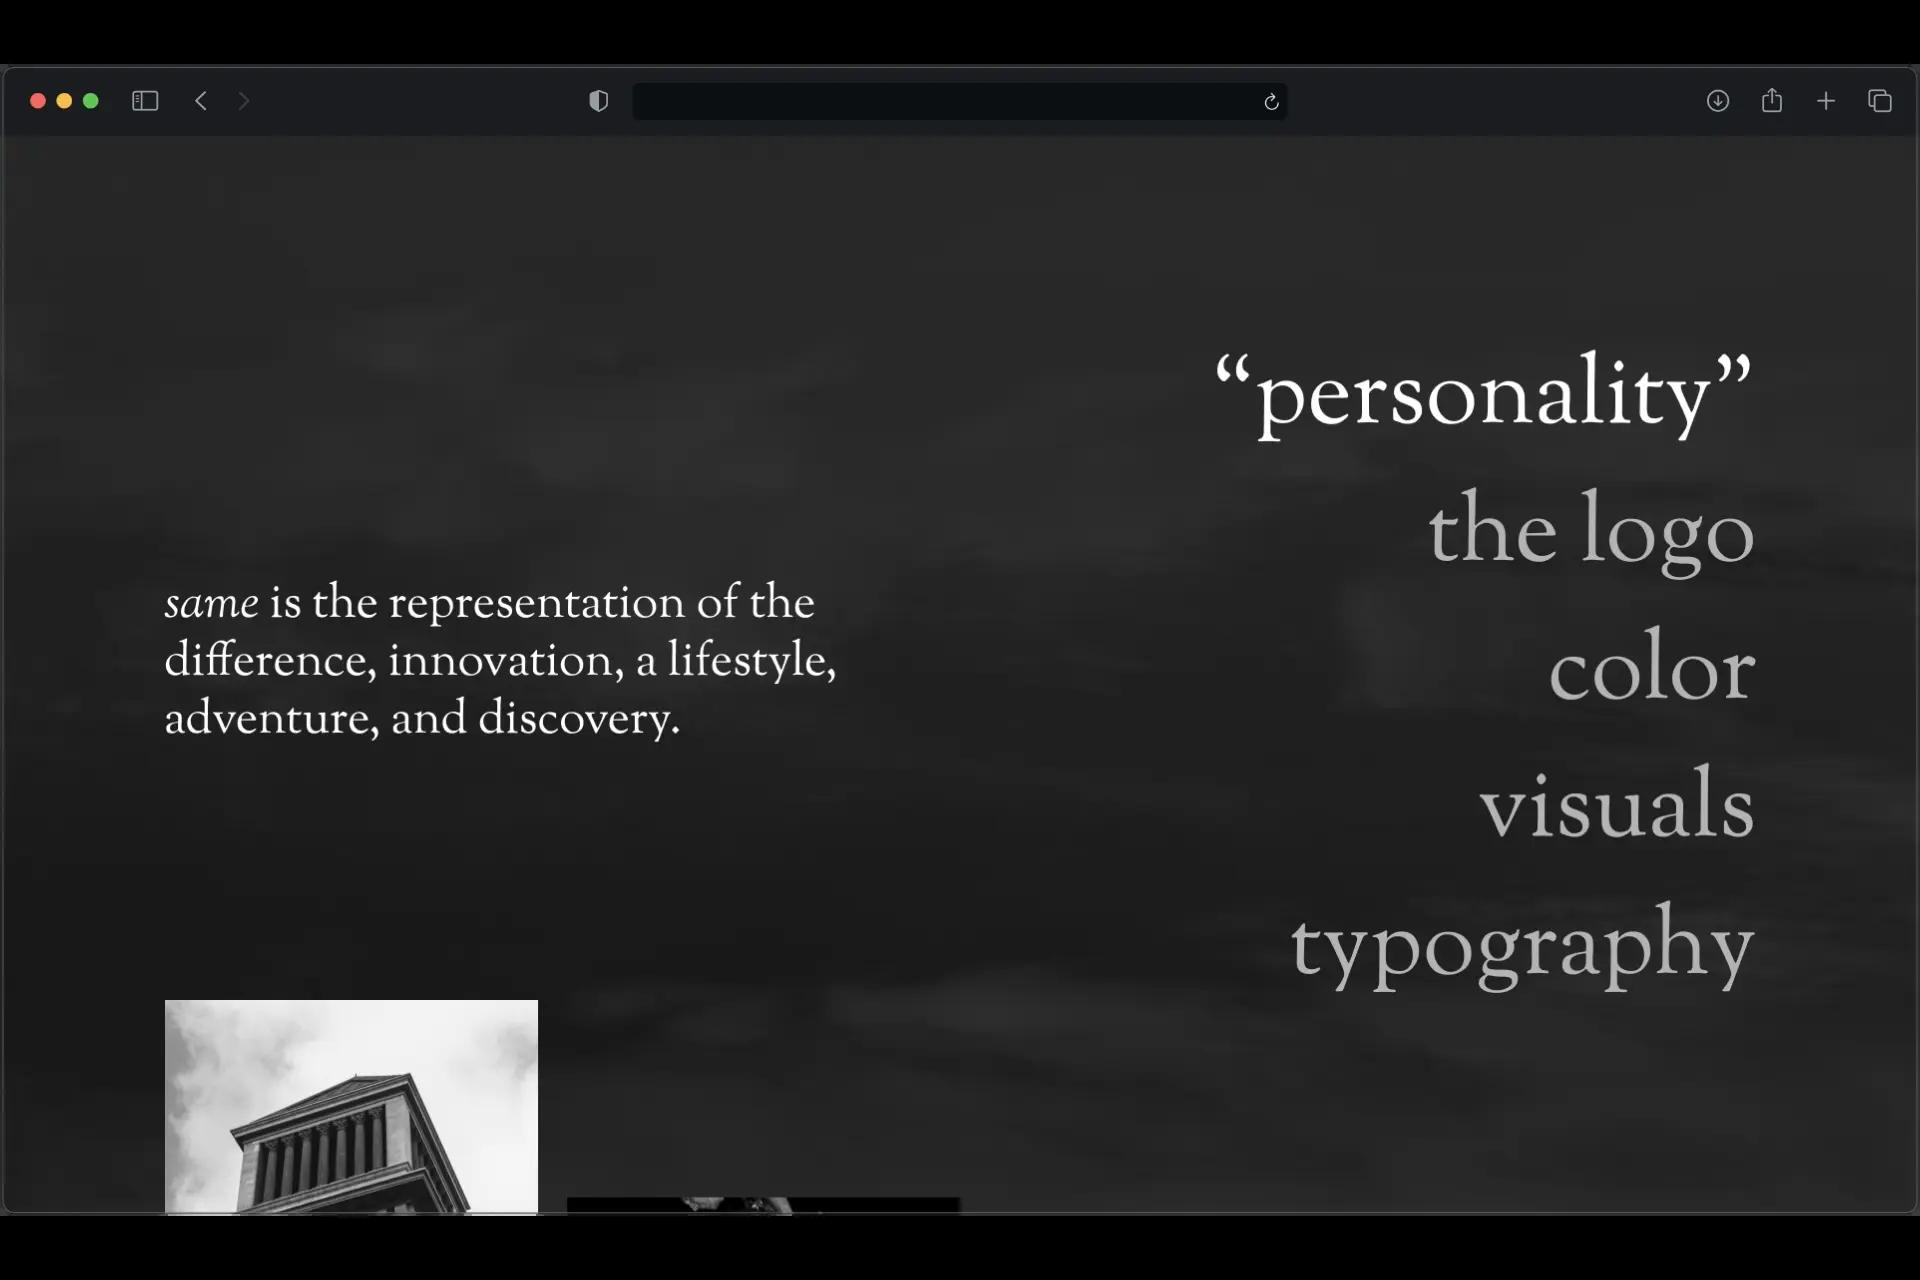 “personality”
the logo
color
visuals
typography
same is the representation of the
difference, innovation, a lifestyle,
adventure, and discovery.